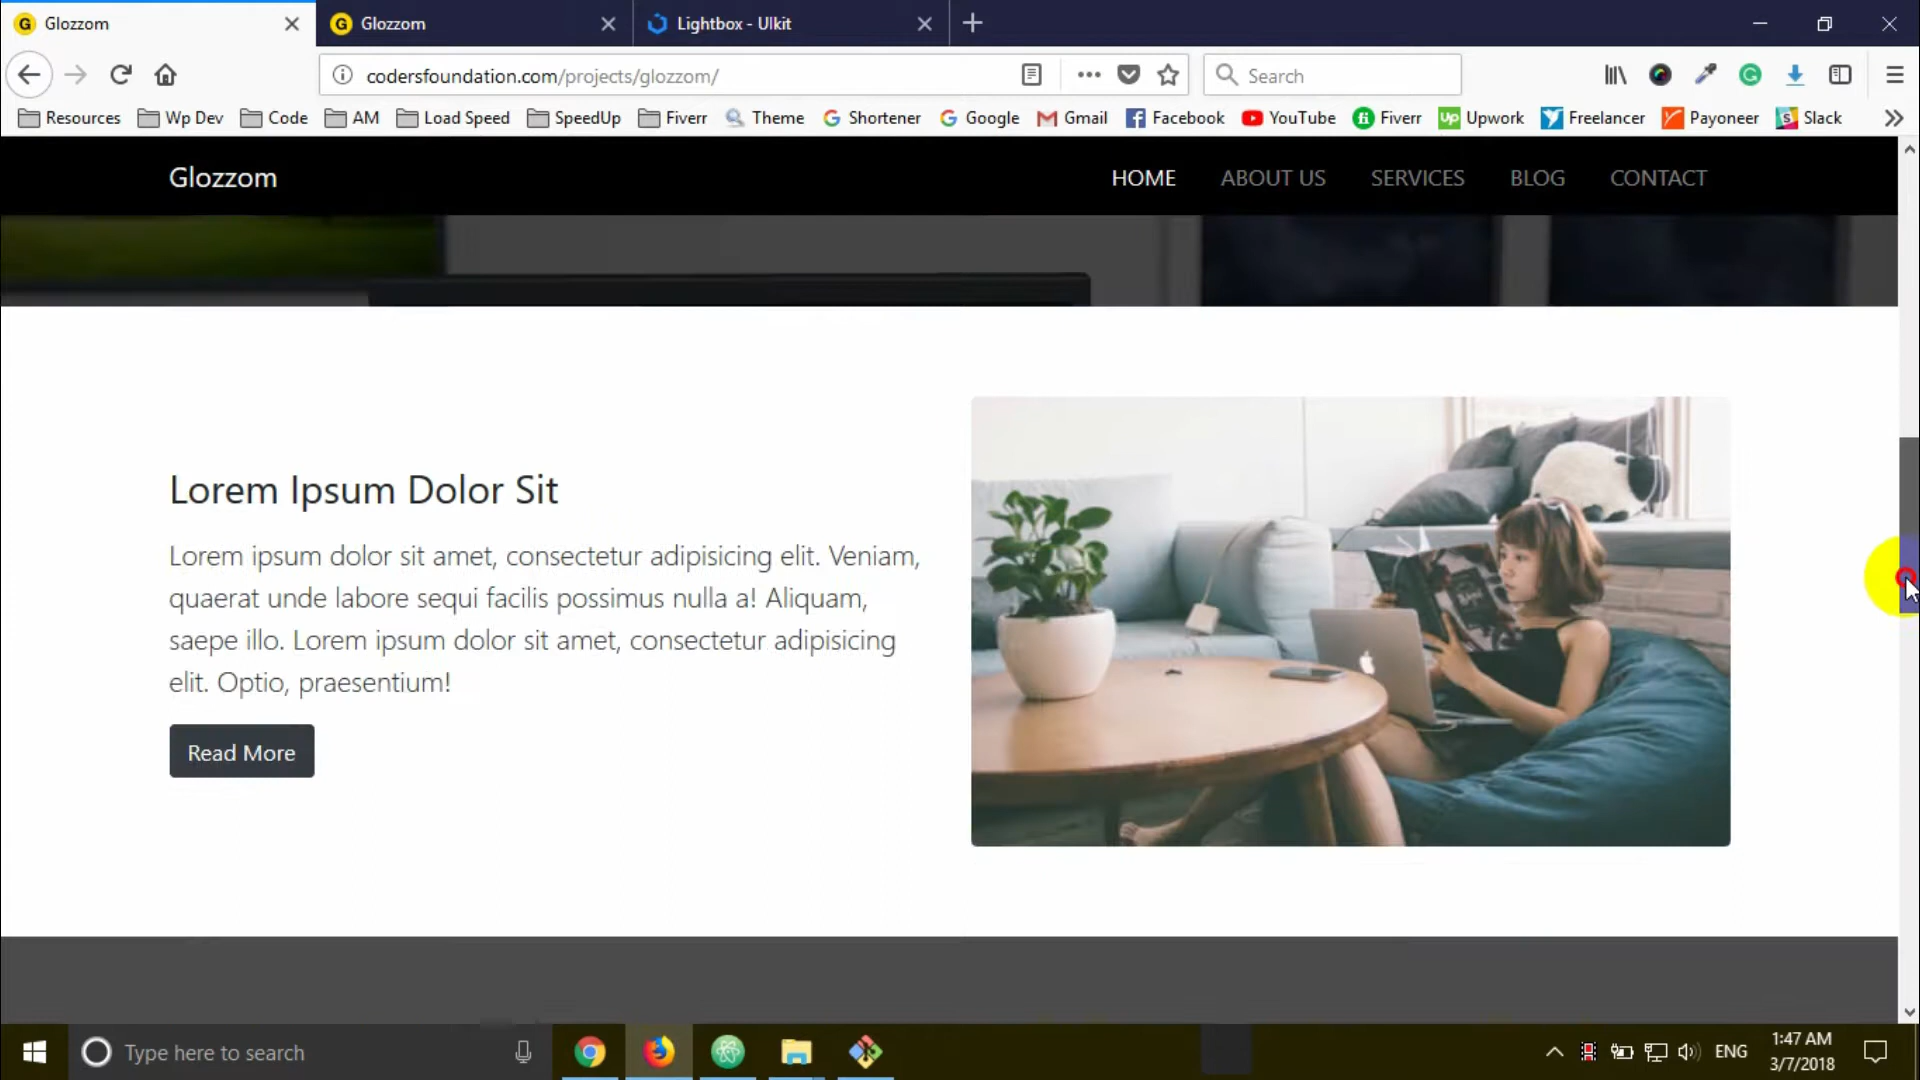 Glozzom
Glozzom
Lightbox - UIkit
codersfoundation.com/projects/glozzom/
Search
Resources
Wp Dev
Code
AM
Load Speed
SpeedUp
Fiverr
Theme
Shortener
Google
Gmail
Facebook
YouTube
Fiverr
Upwork
Freelancer
Payoneer
Slack
Glozzom
HOME
ABOUT US
SERVICES
BLOG
CONTACT
Lorem Ipsum Dolor Sit
Lorem ipsum dolor sit amet, consectetur adipisicing elit. Veniam,
quaerat unde labore sequi facilis possimus nulla a! Aliquam,
saepe illo. Lorem ipsum dolor sit amet, consectetur adipisicing
elit. Optio, praesentium!
Read More
Type here to search
ENG
1:47 AM
3/7/2018